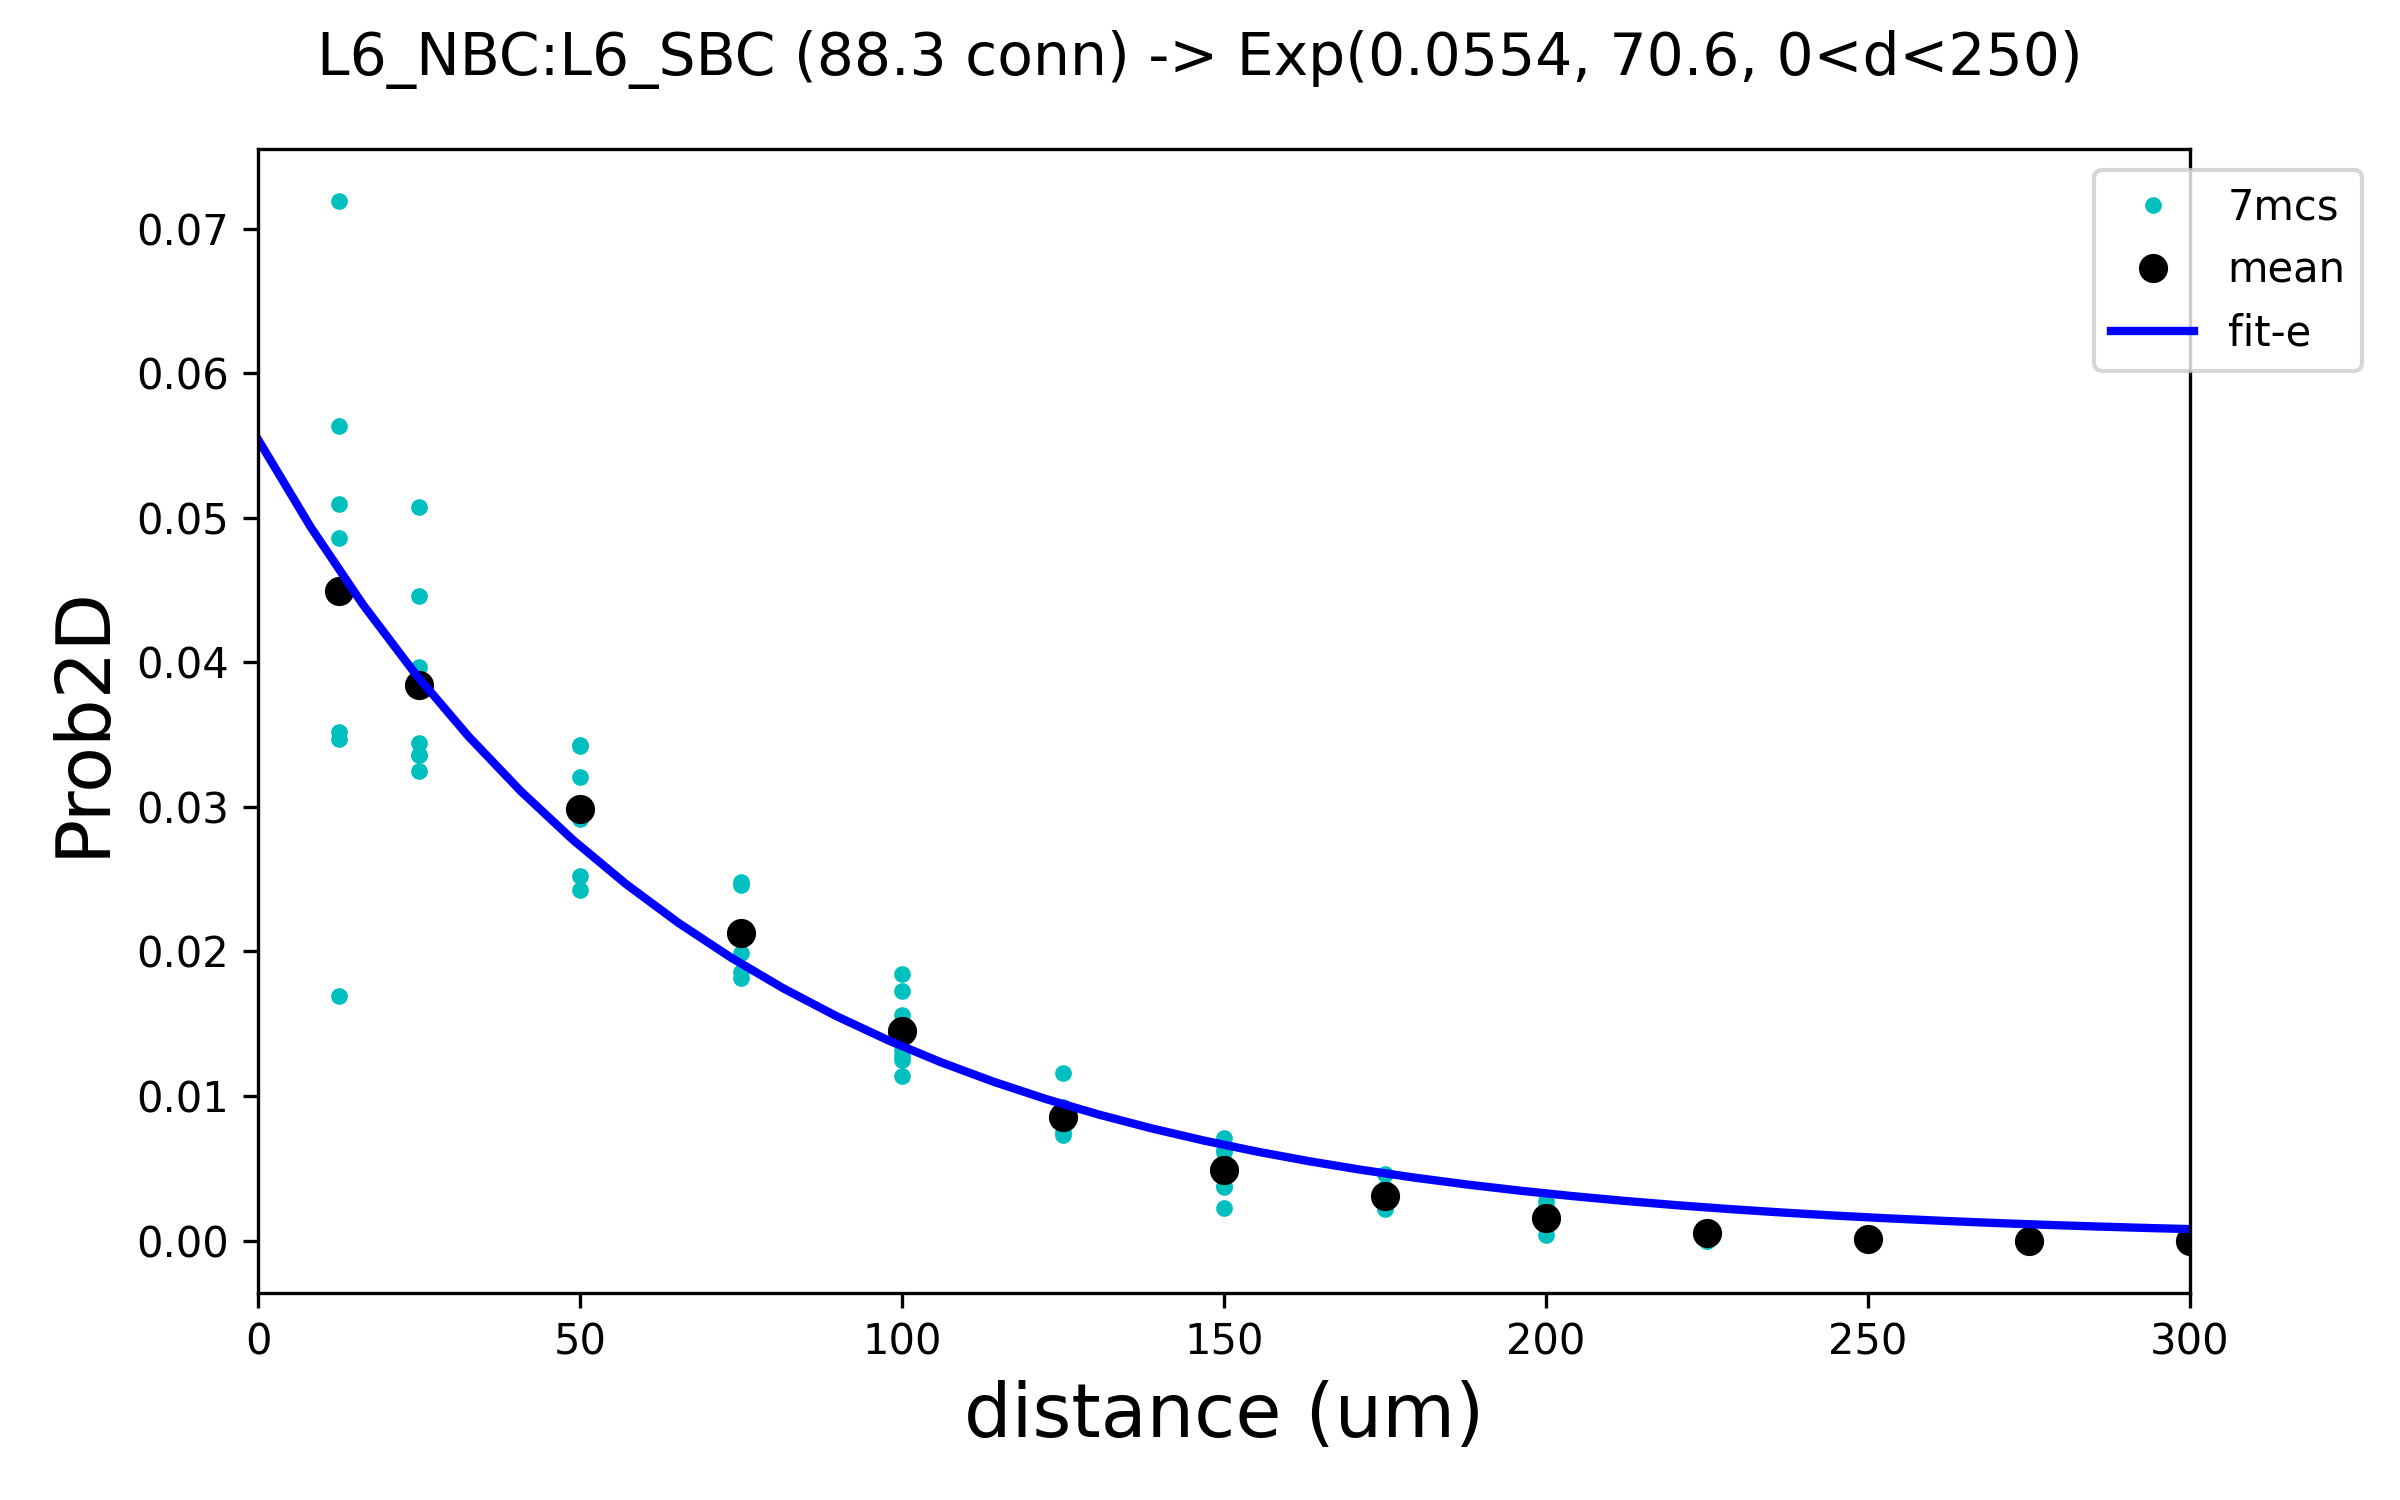 L6_NBC:L6_SBC (88.3 conn) -> Exp(0.0554, 70.6, 0<d<250)
7mcs
mean
fit-e
0.07
0.06
0.05
0.04
0.03
0.02
0.01
0.00
Prob2D
0 50 100 150 200 250 300
distance (um)